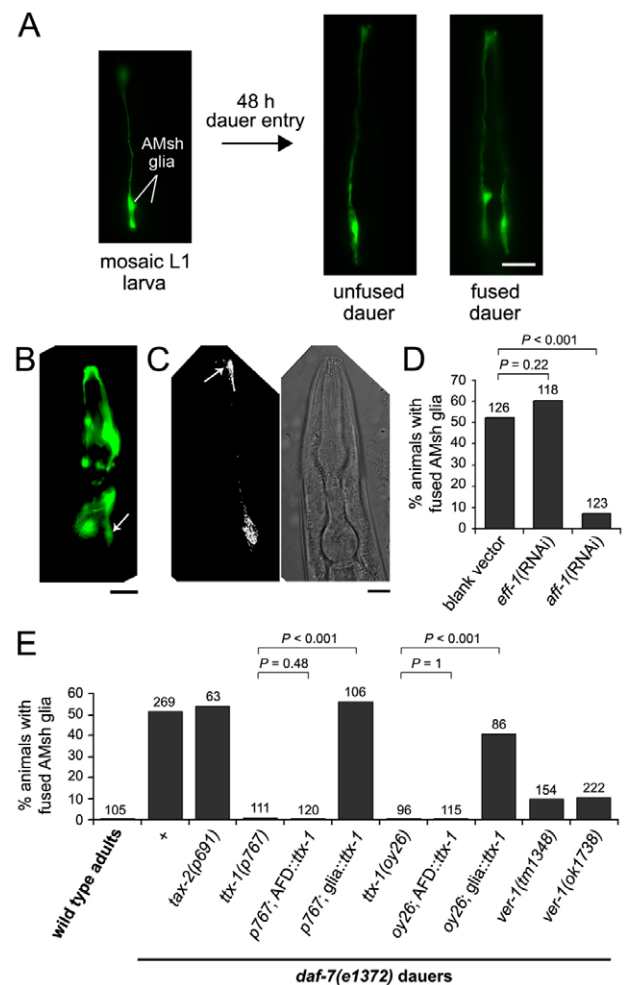 A
48 h
dauer entry
AMsh
glia
mosaic L1
larva
unfused
dauer
fused
dauer
B
C
D
% animals with
fused AMsh glia
70
60
50
40
30
20
10
0
P < 0.001
P = 0.22
126
118
123
blank vector
eff-1(RNAi)
aff-1(RNAi)
E
% animals with
fused AMsh glia
60
50
40
30
20
10
0
P < 0.001
P = 0.48
P < 0.001
P = 1
105
269
63
111
120
106
96
115
86
154
222
wild type adults
+
tax-2(p691)
ttx-1(p767)
p767; AFD::ttx-1
p767; glia::ttx-1
ttx-1(oy26)
oy26; AFD::ttx-1
oy26; glia::ttx-1
ver-1(tm1348)
ver-1(ok1738)
daf-7(e1372) dauers